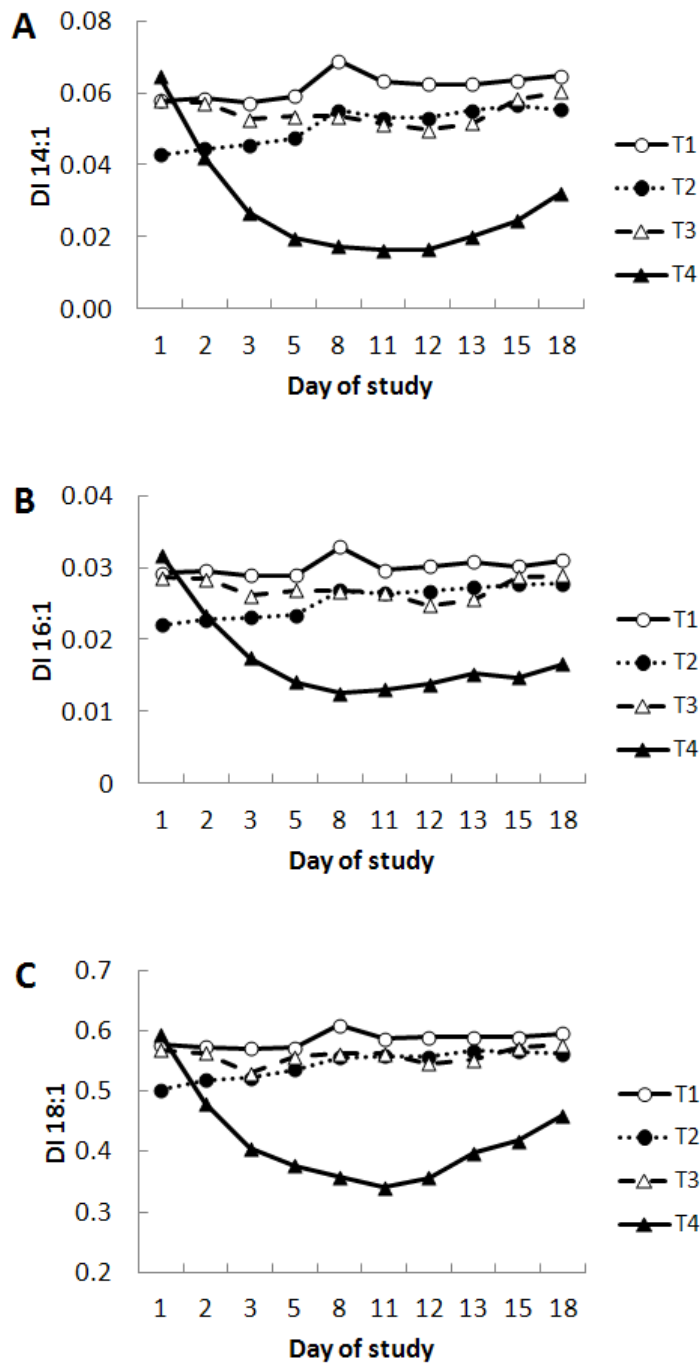 A
DI 14:1
0.08
0.06
0.04
0.02
0.00
1 2 3 5 8 11 12 13 15 18
Day of study
T1
T2
T3
T4
B
DI 16:1
0.04
0.03
0.02
0.01
0
1 2 3 5 8 11 12 13 15 18
Day of study
T1
T2
T3
T4
C
DI 18:1
0.7
0.6
0.5
0.4
0.3
0.2
1 2 3 5 8 11 12 13 15 18
Day of study
T1
T2
T3
T4